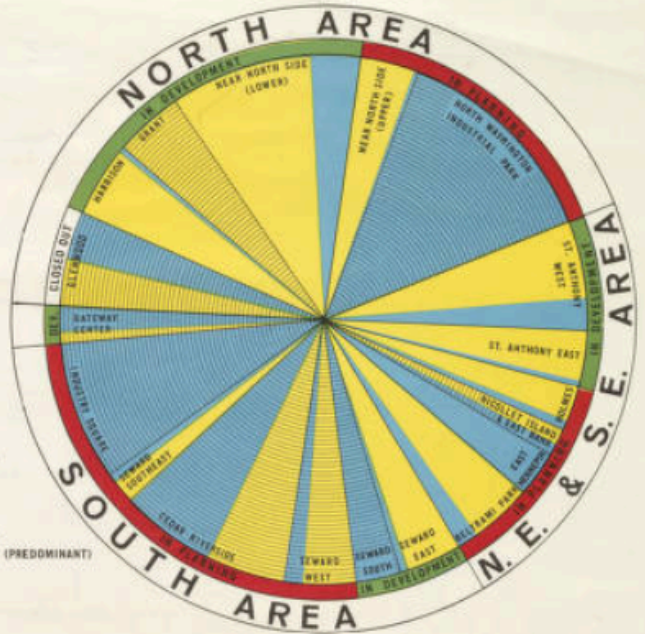 NORTH AREA
IN DEVELOPMENT
NEAR NORTH SIDE
(LOWER)
GRANT
HARRISON
CLOSED OUT
GLENWOOD
NEAR NORTH SIDE
(UPPER)
IN PLANNING
NORTH WASHINGTON
INDUSTRIAL PARK
N. E. & S. E. AREA
IN DEVELOPMENT
ST. ANTHONY
WEST
ST. ANTHONY EAST
HOLMES
NICOLLET ISLAND
& EAST BANK
EAST
HENNEPIN
BELTRAMI PARK
IN PLANNING
DEV.
GATEWAY
CENTER
INDUSTRY SQUARE
SEWARD
SOUTHEAST
CEDAR RIVERSIDE
IN PLANNING
SEWARD
WEST
SEWARD
SOUTH
SEWARD
EAST
IN DEVELOPMENT
SOUTH AREA
(PREDOMINANT)